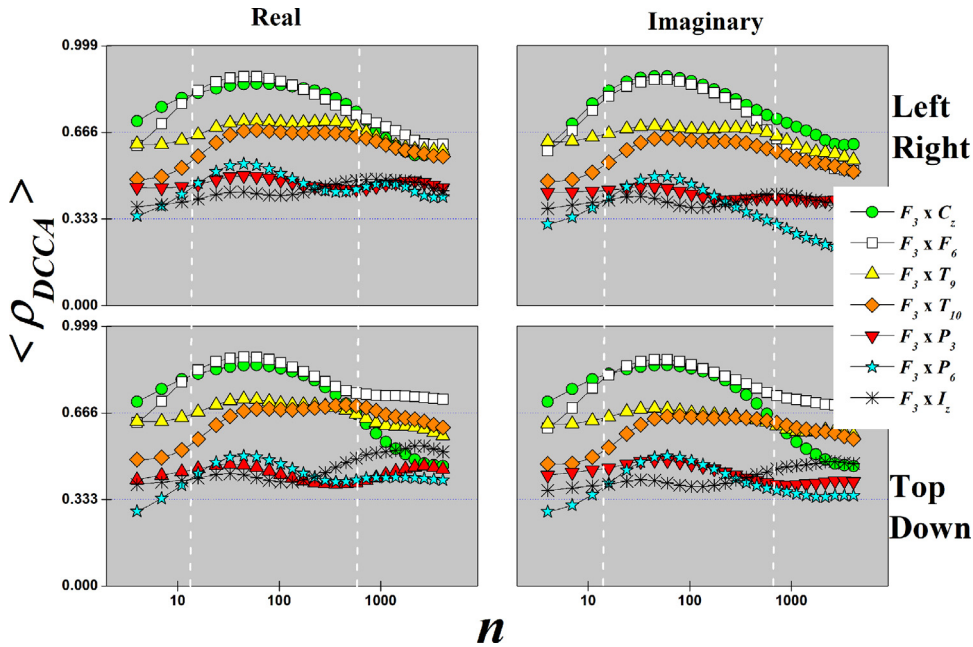 Real
Imaginary
0.999
0.666
0.333
0.000
Left
Right
< ρDCCA >
F3 x Cz
F3 x F6
F3 x T9
F3 x T10
F3 x P3
F3 x P6
F3 x Iz
0.999
0.666
0.333
0.000
Top
Down
10
100
1000
10
100
1000
n